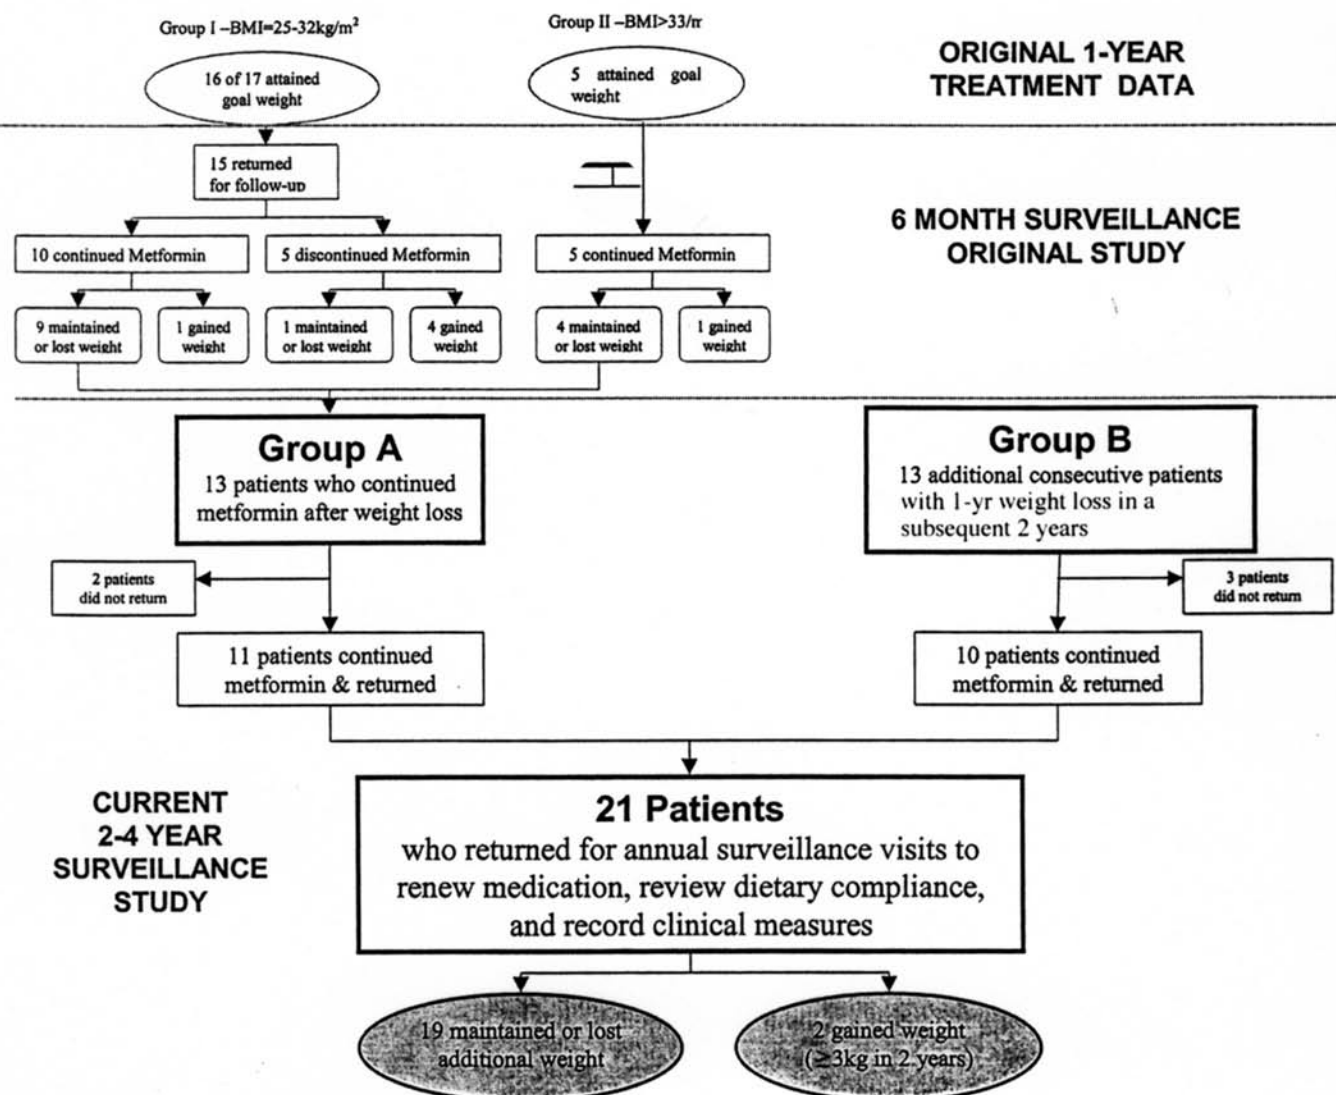 Group I –BMI=25-32kg/m²
Group II –BMI>33/π
ORIGINAL 1-YEAR
TREATMENT DATA
16 of 17 attained
goal weight
5 attained goal
weight
15 returned
for follow-up
6 MONTH SURVEILLANCE
ORIGINAL STUDY
10 continued Metformin
5 discontinued Metformin
5 continued Metformin
9 maintained
or lost weight
1 gained
weight
1 maintained
or lost weight
4 gained
weight
4 maintained
or lost weight
1 gained
weight
Group A
13 patients who continued
metformin after weight loss
Group B
13 additional consecutive patients
with 1-yr weight loss in a
subsequent 2 years
2 patients
did not return
3 patients
did not return
11 patients continued
metformin & returned
10 patients continued
metformin & returned
CURRENT
2-4 YEAR
SURVEILLANCE
STUDY
21 Patients
who returned for annual surveillance visits to
renew medication, review dietary compliance,
and record clinical measures
19 maintained or lost
additional weight
2 gained weight
(≥3kg in 2 years)